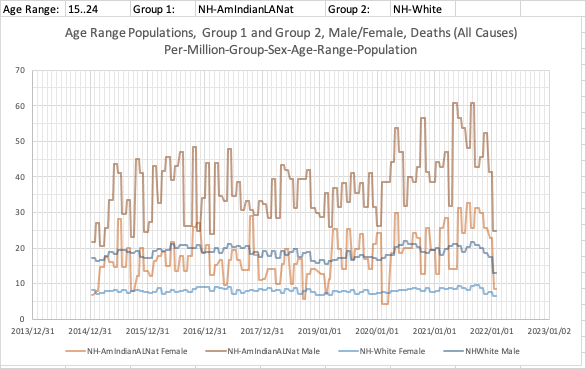 Age Range: 15..24 Group 1: NH-AmIndianLANat Group 2: NH-White
Age Range Populations, Group 1 and Group 2, Male/Female, Deaths (All Causes)
Per-Million-Group-Sex-Age-Range-Population
70
60
50
40
30
20
10
0
2013/12/31 2014/12/31 2015/12/31 2016/12/31 2017/12/31 2019/01/01 2020/01/01 2021/01/01 2022/01/01 2023/01/02
NH-AmIndianALNat Female NH-AmIndianALNat Male NH-White Female NHWhite Male